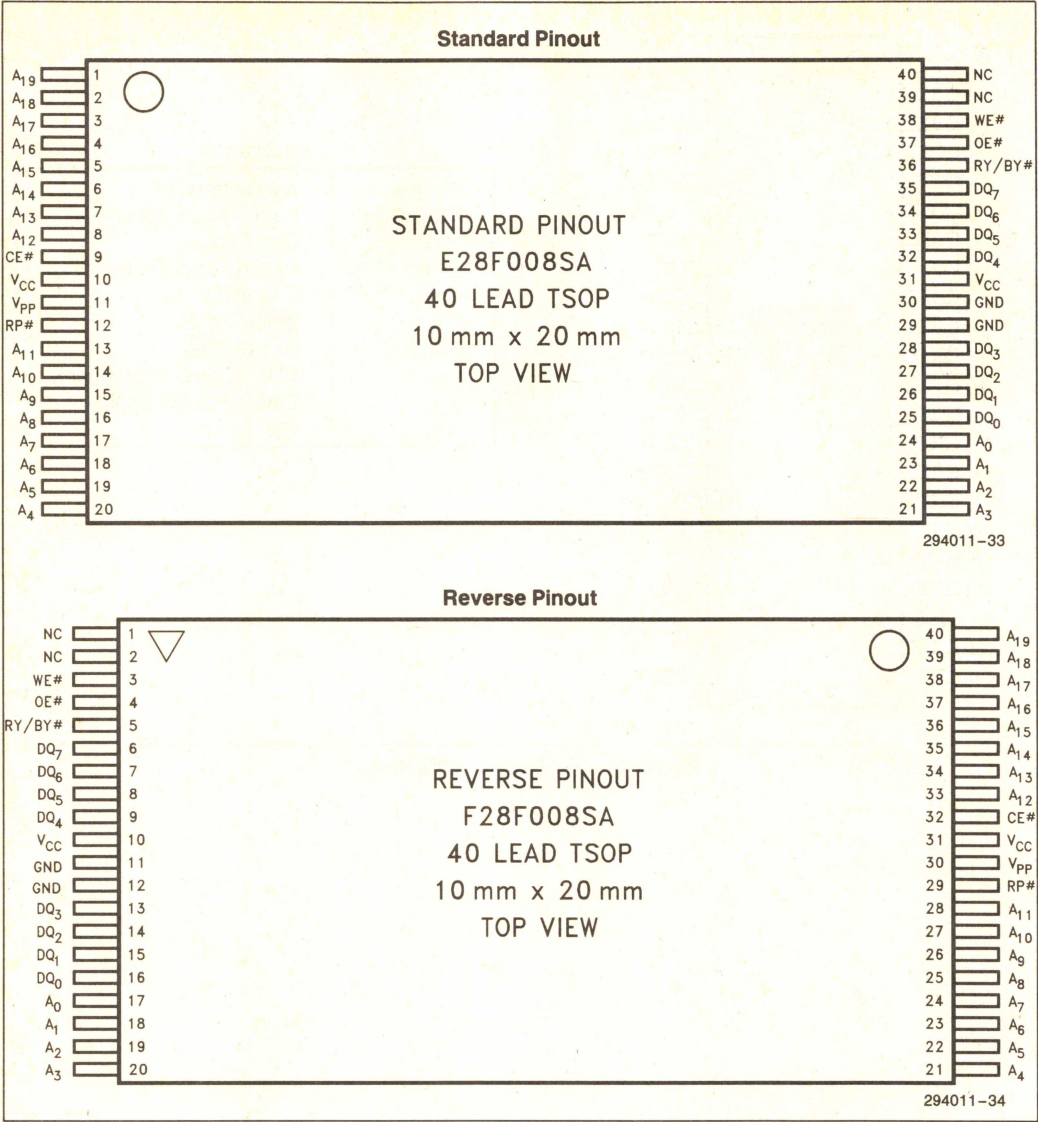 Standard Pinout
A19 1 40 NC
A18 2 39 NC
A17 3 38 WE#
A16 4 37 OE#
A15 5 36 RY/BY#
A14 6 35 DQ7
A13 7 34 DQ6
A12 8 33 DQ5
CE# 9 32 DQ4
VCC 10 31 VCC
VPP 11 30 GND
RP# 12 29 GND
A11 13 28 DQ3
A10 14 27 DQ2
A9 15 26 DQ1
A8 16 25 DQ0
A7 17 24 A0
A6 18 23 A1
A5 19 22 A2
A4 20 21 A3
STANDARD PINOUT
E28F008SA
40 LEAD TSOP
10 mm x 20 mm
TOP VIEW
294011-33
Reverse Pinout
NC 1 40 A19
NC 2 39 A18
WE# 3 38 A17
OE# 4 37 A16
RY/BY# 5 36 A15
DQ7 6 35 A14
DQ6 7 34 A13
DQ5 8 33 A12
DQ4 9 32 CE#
VCC 10 31 VCC
GND 11 30 VPP
GND 12 29 RP#
DQ3 13 28 A11
DQ2 14 27 A10
DQ1 15 26 A9
DQ0 16 25 A8
A0 17 24 A7
A1 18 23 A6
A2 19 22 A5
A3 20 21 A4
REVERSE PINOUT
F28F008SA
40 LEAD TSOP
10 mm x 20 mm
TOP VIEW
294011-34